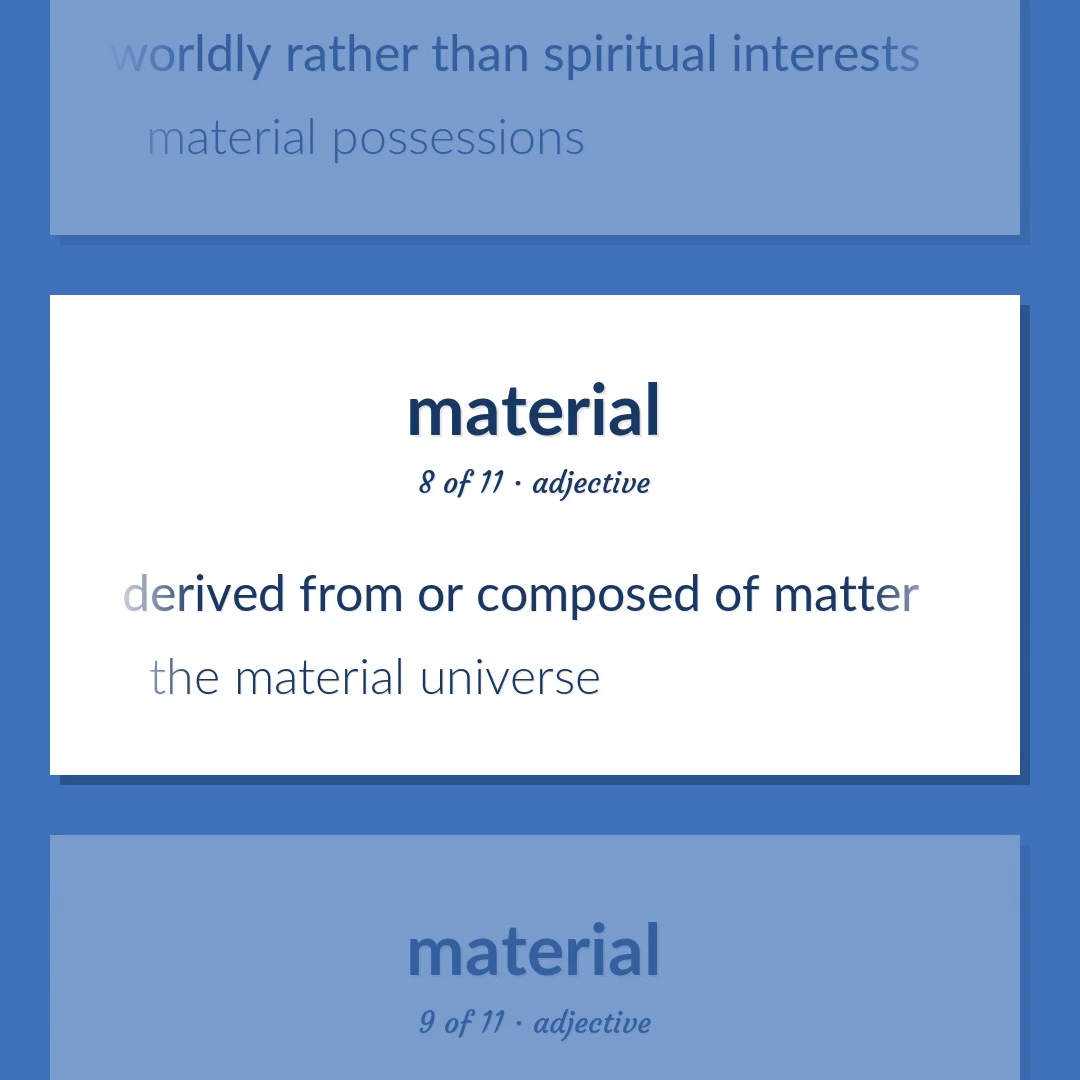 worldly rather than spiritual interests
material possessions
material
8 of 11 · adjective
derived from or composed of matter
the material universe
material
9 of 11 · adjective